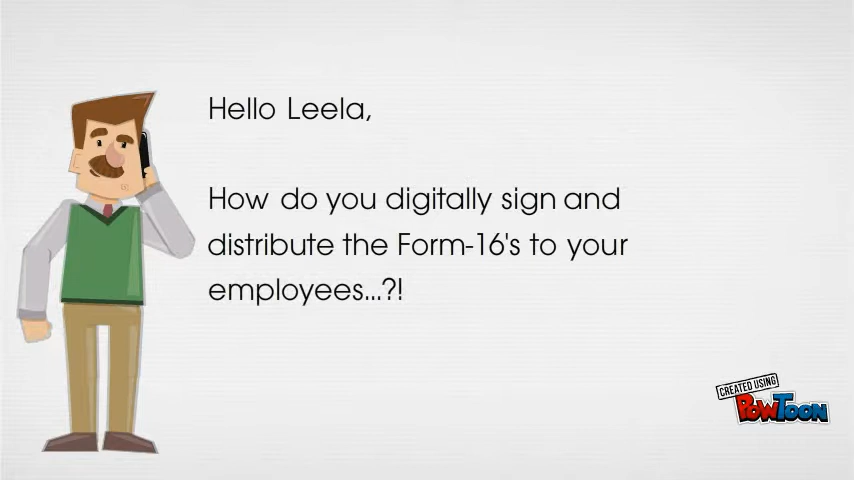 Hello Leela,
How do you digitally sign and
distribute the Form-16's to your
employees...?!
CREATED USING
POWTOON